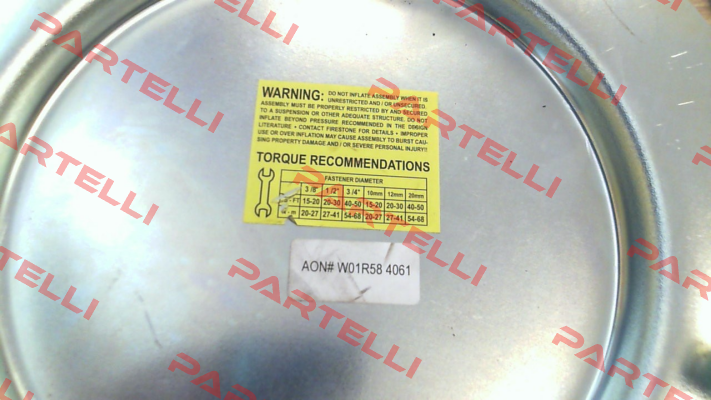 WARNING: DO NOT INFLATE ASSEMBLY WHEN IT IS
UNRESTRICTED AND / OR UNSECURED.
ASSEMBLY MUST BE PROPERLY RESTRICTED BY AND SECURED
TO A SUSPENSION OR OTHER ADEQUATE STRUCTURE. DO NOT
INFLATE BEYOND PRESSURE RECOMMENDED IN THE DESIGN
LITERATURE • CONTACT FIRESTONE FOR DETAILS • IMPROPER
USE OR OVER INFLATION MAY CAUSE ASSEMBLY TO BURST CAU-
SING PROPERTY DAMAGE AND / OR SEVERE PERSONAL INJURY!!
TORQUE RECOMMENDATIONS
FASTENER DIAMETER
3/8" 1/2" 3/4" 10mm 12mm 20mm
FT 15-20 20-30 40-50 15-20 20-30 40-50
m 20-27 27-41 54-68 20-27 27-41 54-68
AON# W01R58 4061
PARTELLI
PARTELLI
PARTELLI
PARTELLI
PARTELLI
PARTELLI
PARTELLI
PARTELLI
PARTELLI